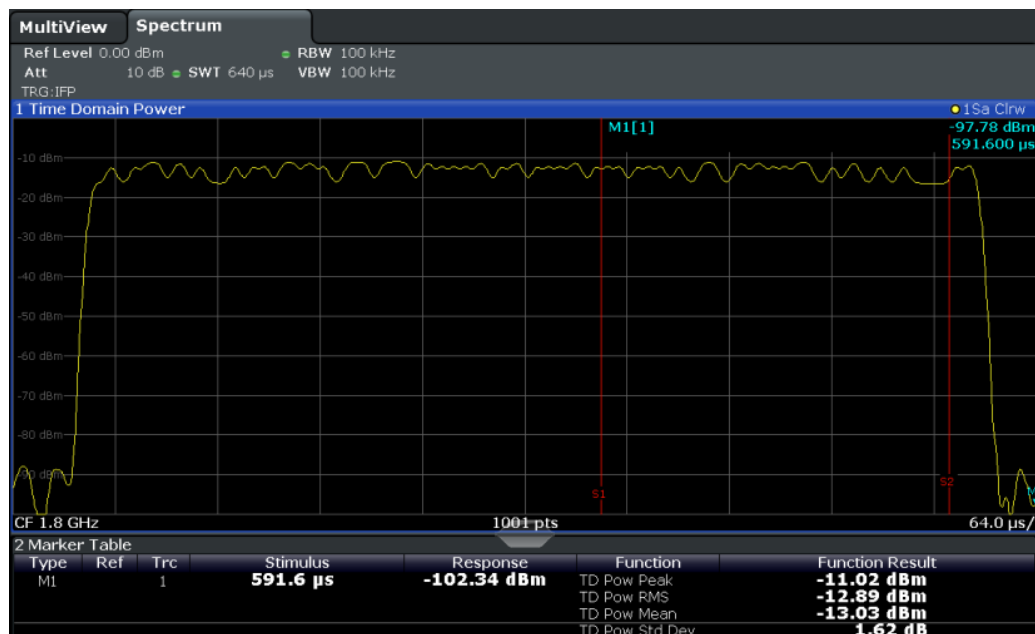 MultiView Spectrum
Ref Level 0.00 dBm RBW 100 kHz
Att 10 dB SWT 640 µs VBW 100 kHz
TRG:IFP
1 Time Domain Power 1Sa Clrw
M1[1] -97.78 dBm
591.600 µs
-10 dBm
-20 dBm
-30 dBm
-40 dBm
-50 dBm
-60 dBm
-70 dBm
-80 dBm
-90 dBm
S1
S2
CF 1.8 GHz 1001 pts 64.0 µs/
2 Marker Table
Type Ref Trc Stimulus Response Function Function Result
M1 1 591.6 µs -102.34 dBm TD Pow Peak -11.02 dBm
TD Pow RMS -12.89 dBm
TD Pow Mean -13.03 dBm
TD Pow Std Dev 1.62 dB